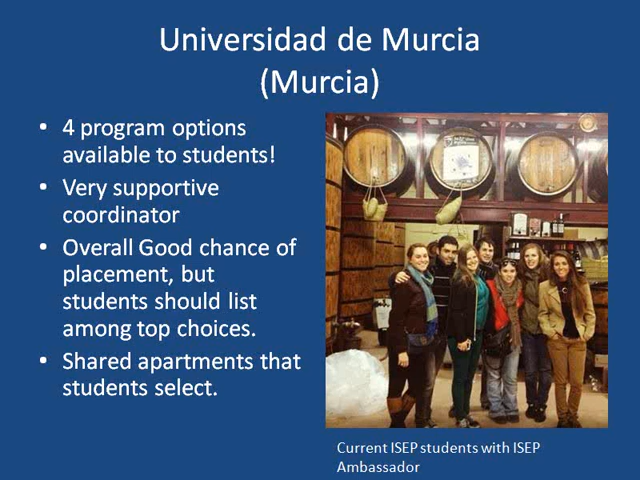 Universidad de Murcia
(Murcia)
• 4 program options
available to students!
• Very supportive
coordinator
• Overall Good chance of
placement, but
students should list
among top choices.
• Shared apartments that
students select.
Current ISEP students with ISEP
Ambassador